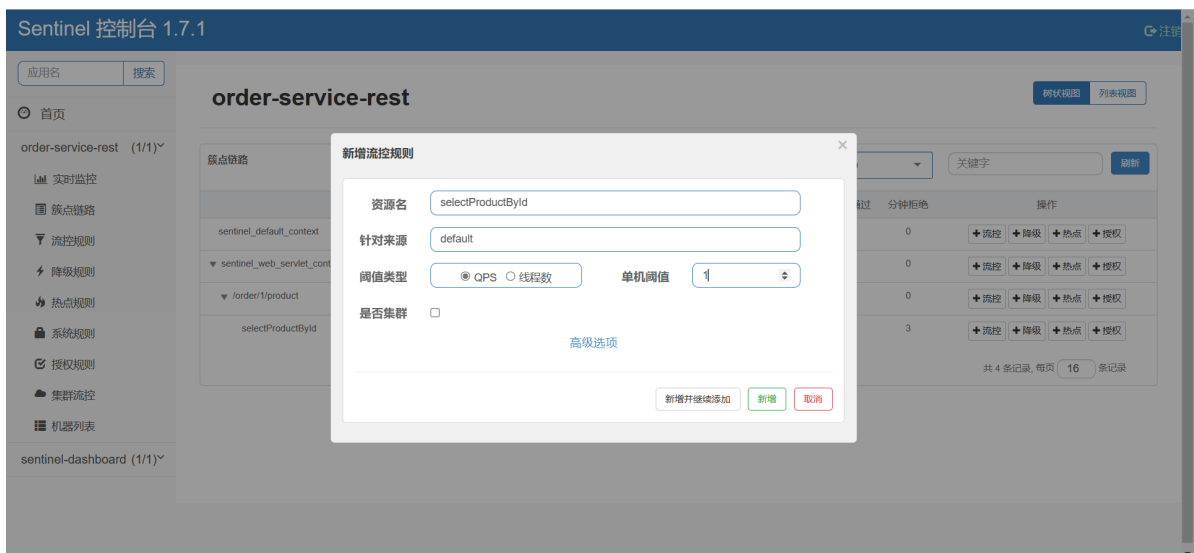 Sentinel 控制台 1.7.1
注销
应用名 搜索
首页
order-service-rest (1/1)
实时监控
簇点链路
流控规则
降级规则
热点规则
系统规则
授权规则
集群流控
机器列表
sentinel-dashboard (1/1)
order-service-rest
树状视图 列表视图
簇点链路
关键字 刷新
通过 分钟拒绝 操作
sentinel_default_context 0 流控 降级 热点 授权
sentinel_web_servlet_cont 0 流控 降级 热点 授权
/order/1/product 0 流控 降级 热点 授权
selectProductById 3 流控 降级 热点 授权
共 4 条记录, 每页 16 条记录
新增流控规则 ×
资源名 selectProductById
针对来源 default
阈值类型 QPS 线程数 单机阈值 1
是否集群
高级选项
新增并继续添加 新增 取消